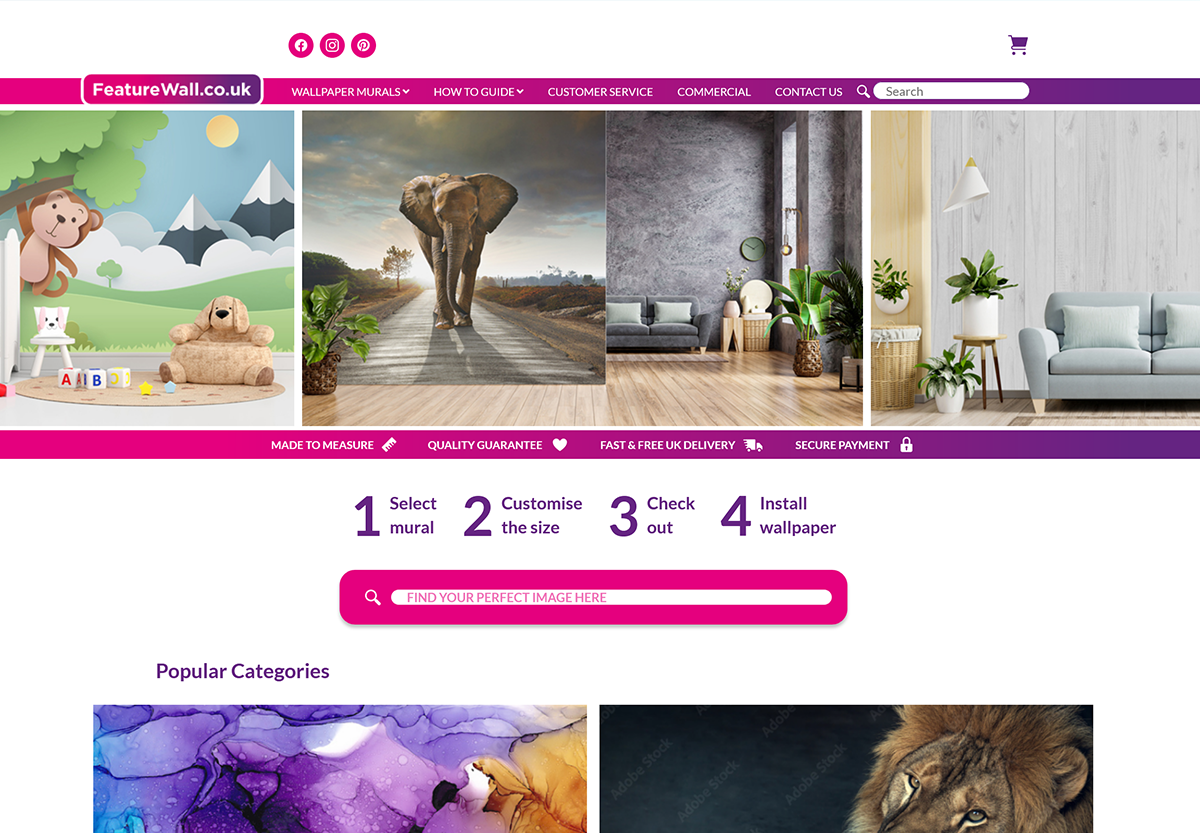 FeatureWall.co.uk
WALLPAPER MURALS
HOW TO GUIDE
CUSTOMER SERVICE
COMMERCIAL
CONTACT US
Search
A
B
MADE TO MEASURE
QUALITY GUARANTEE
FAST & FREE UK DELIVERY
SECURE PAYMENT
1 Select mural
2 Customise the size
3 Check out
4 Install wallpaper
FIND YOUR PERFECT IMAGE HERE
Popular Categories
Adobe Stock
Adobe Stock
Adobe Stock